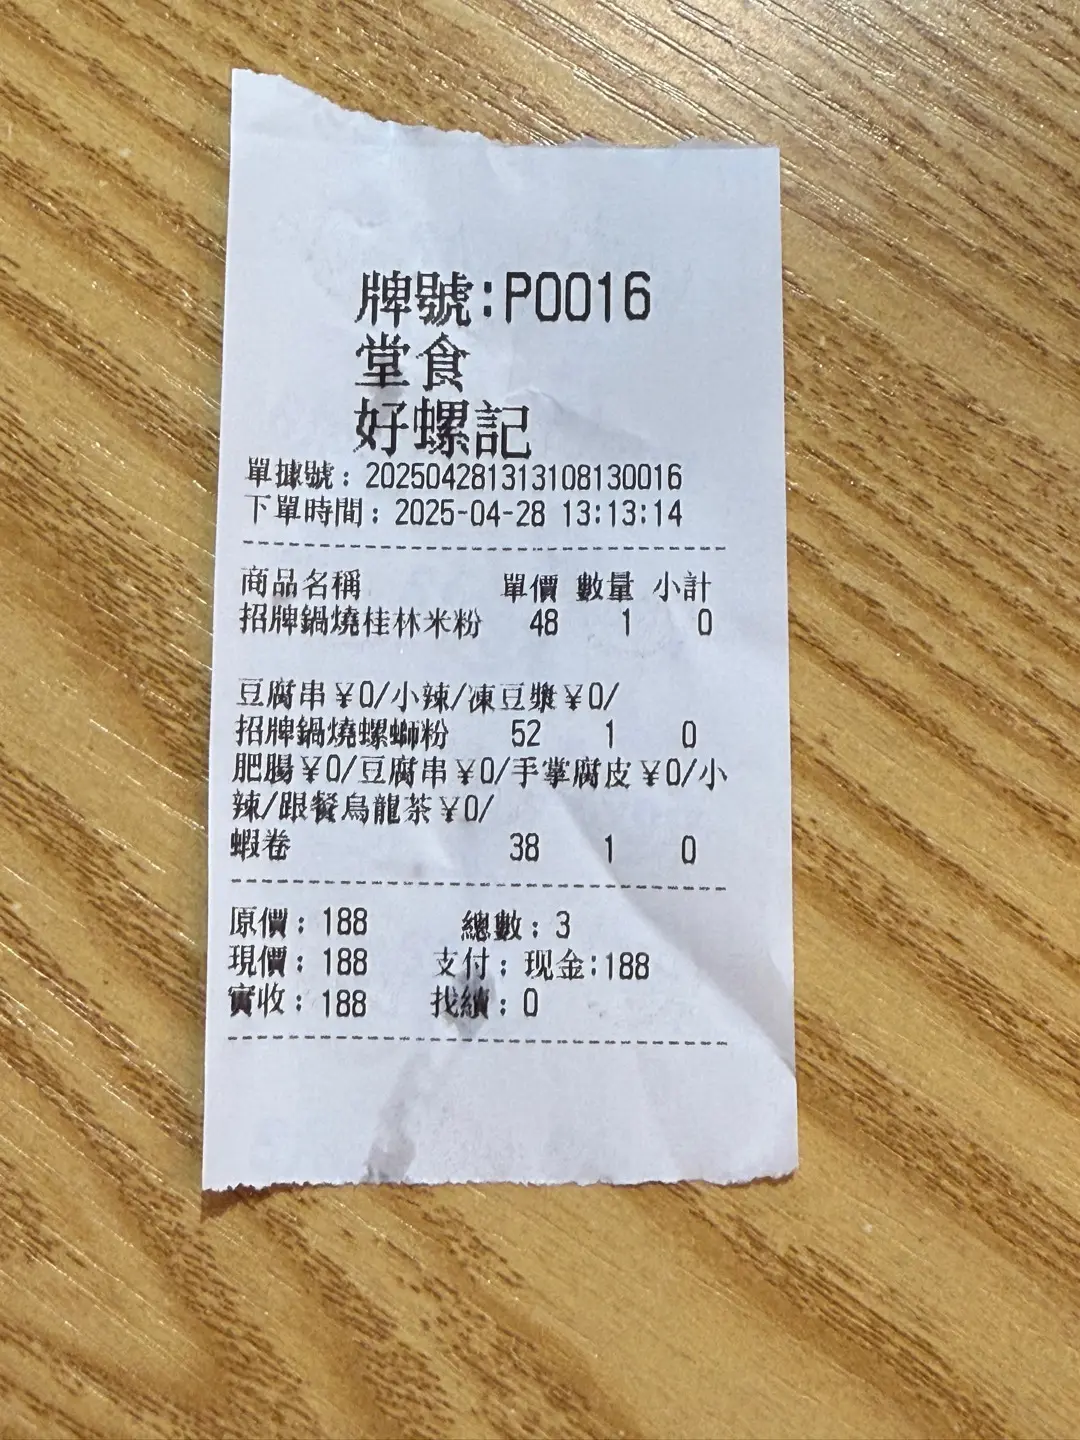 牌號:P0016
堂食
好螺記
單據號: 20250428131310813​0016
下單時間: 2025-04-28 13:13:14
商品名稱 單價 數量 小計
招牌鍋燒桂林米粉 48 1 0
豆腐串¥0/小辣/凍豆漿¥0/
招牌鍋燒螺螄粉 52 1 0
肥腸¥0/豆腐串¥0/手掌腐皮¥0/小
辣/跟餐烏龍茶¥0/
蝦卷 38 1 0
原價: 188 總數: 3
現價: 188 支付: 现金:188
實收: 188 找續: 0